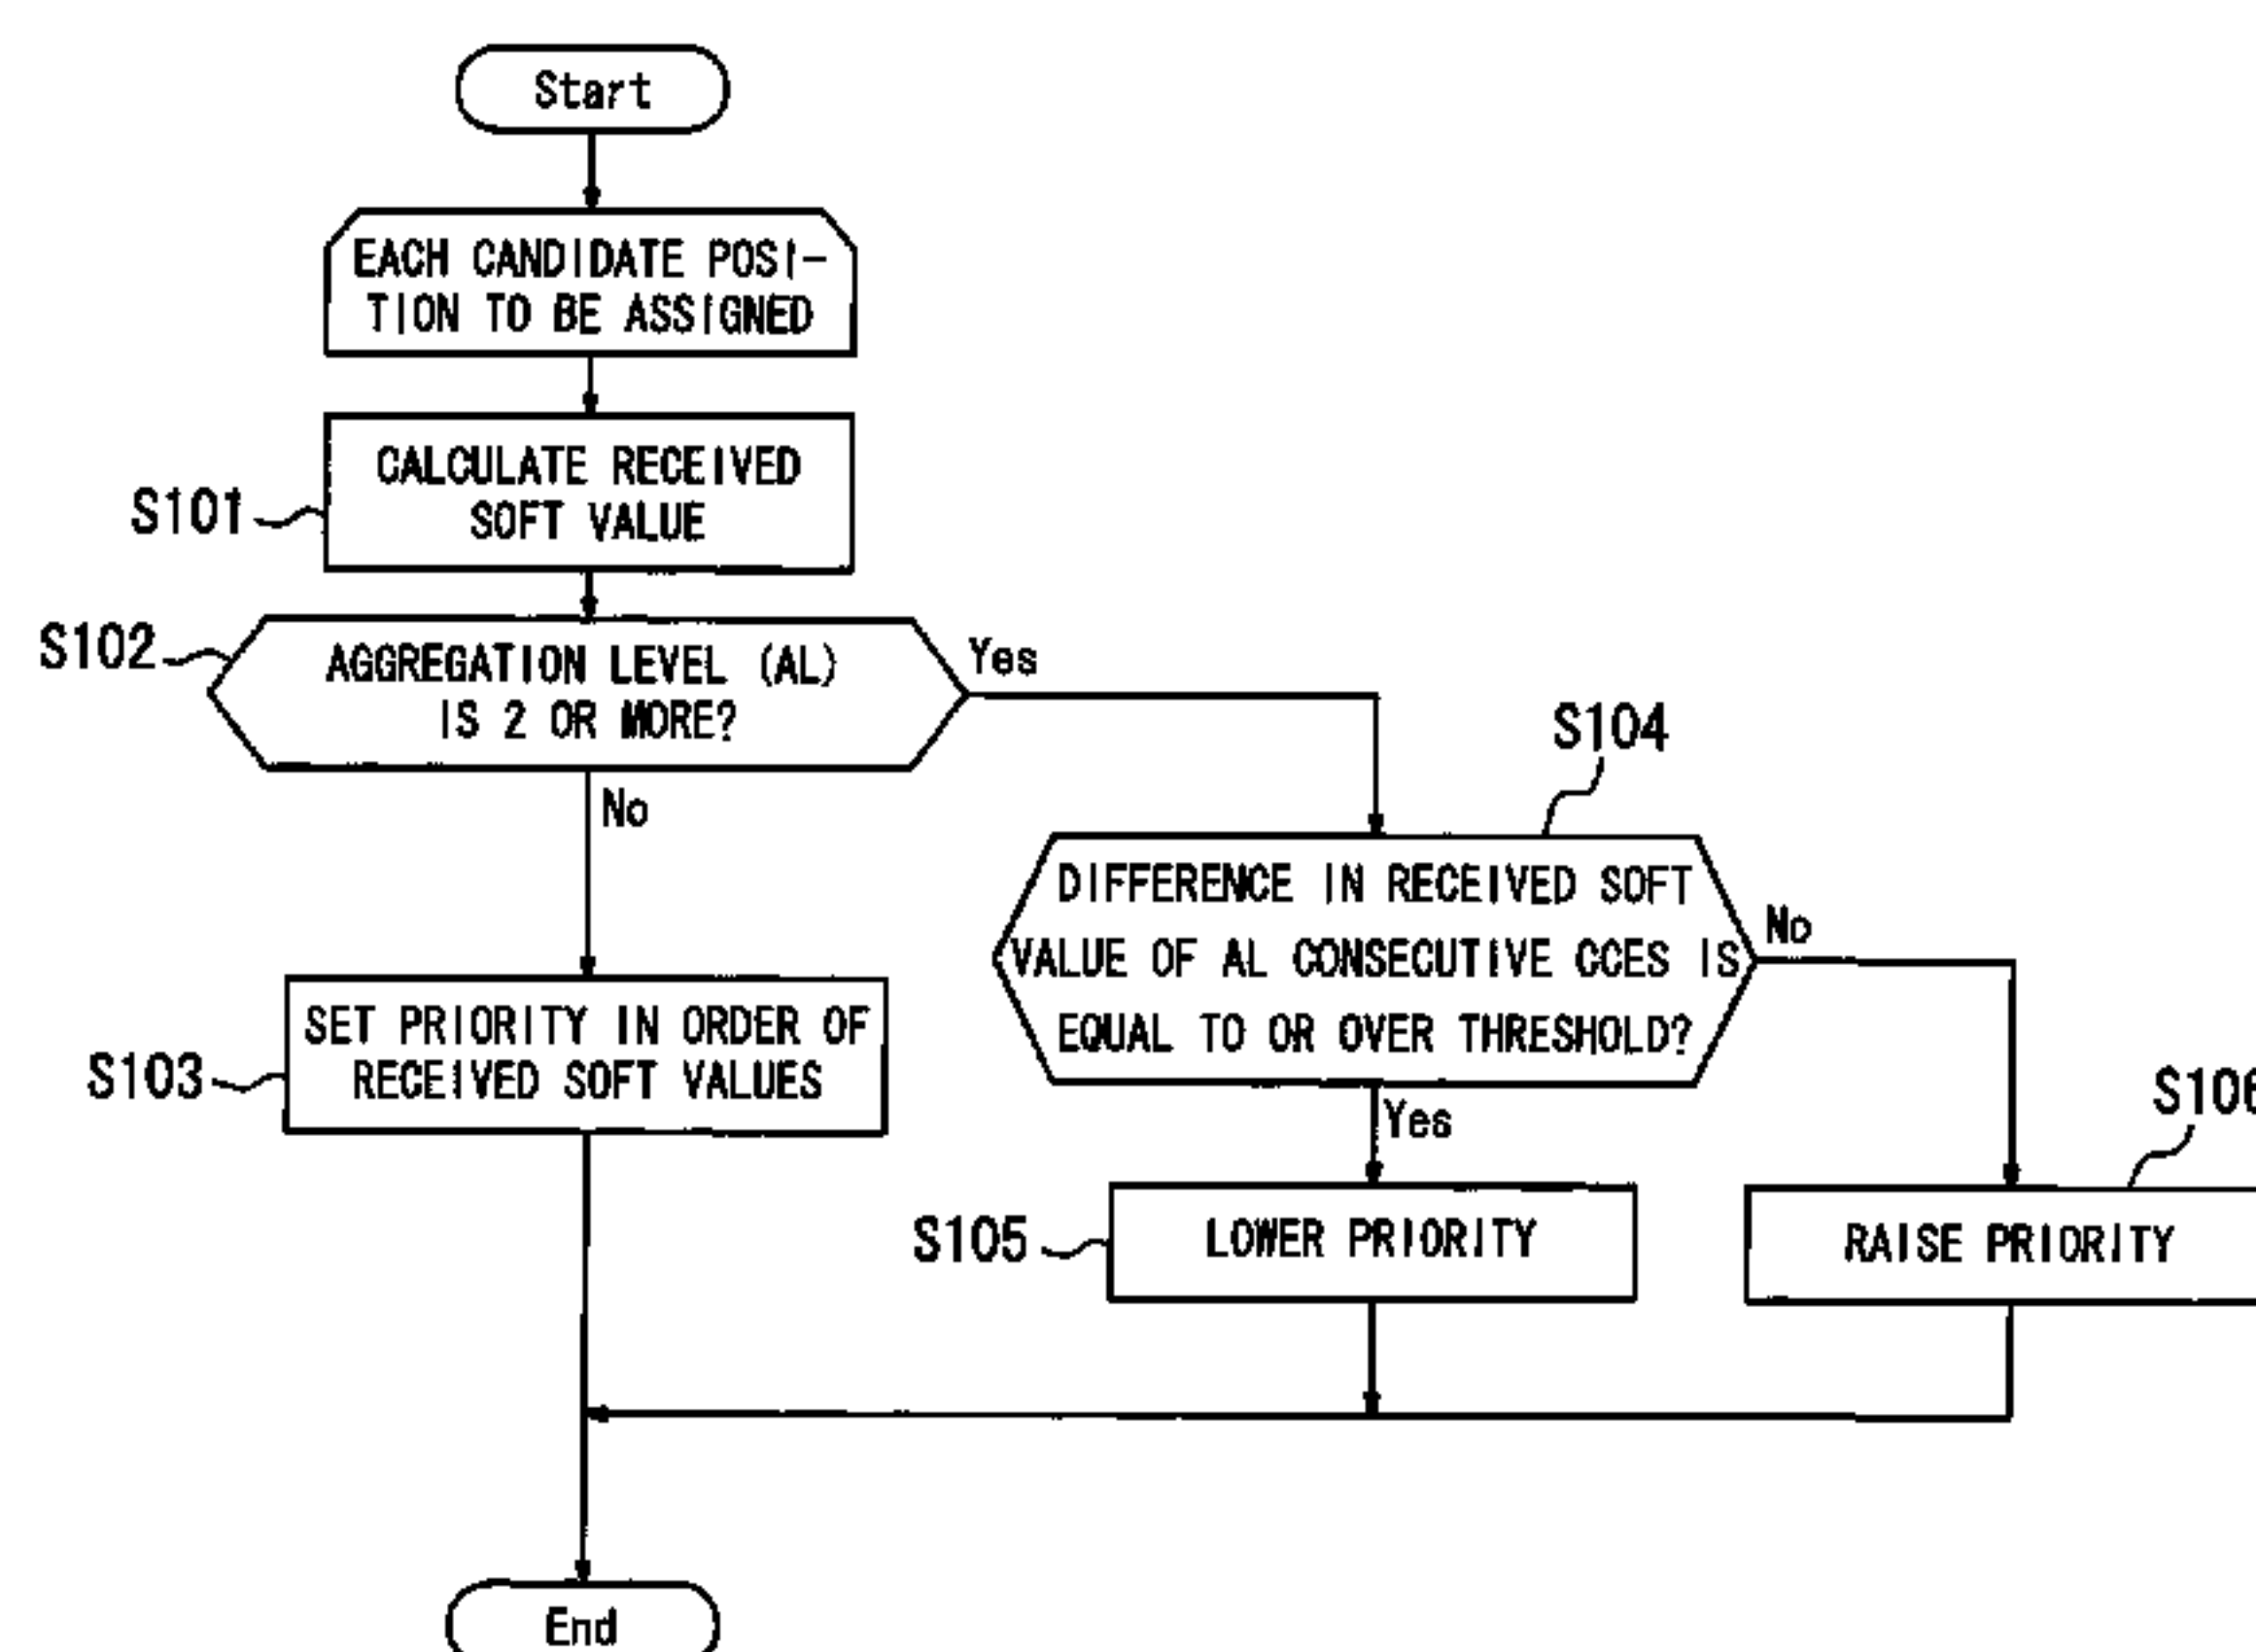 Start
EACH CANDIDATE POSI-
TION TO BE ASSIGNED
CALCULATE RECEIVED
SOFT VALUE
S101
S102
AGGREGATION LEVEL (AL)
IS 2 OR MORE?
Yes
No
S104
DIFFERENCE IN RECEIVED SOFT
VALUE OF AL CONSECUTIVE CCES IS
EQUAL TO OR OVER THRESHOLD?
No
Yes
SET PRIORITY IN ORDER OF
RECEIVED SOFT VALUES
S103
S106
S105
LOWER PRIORITY
RAISE PRIORITY
End